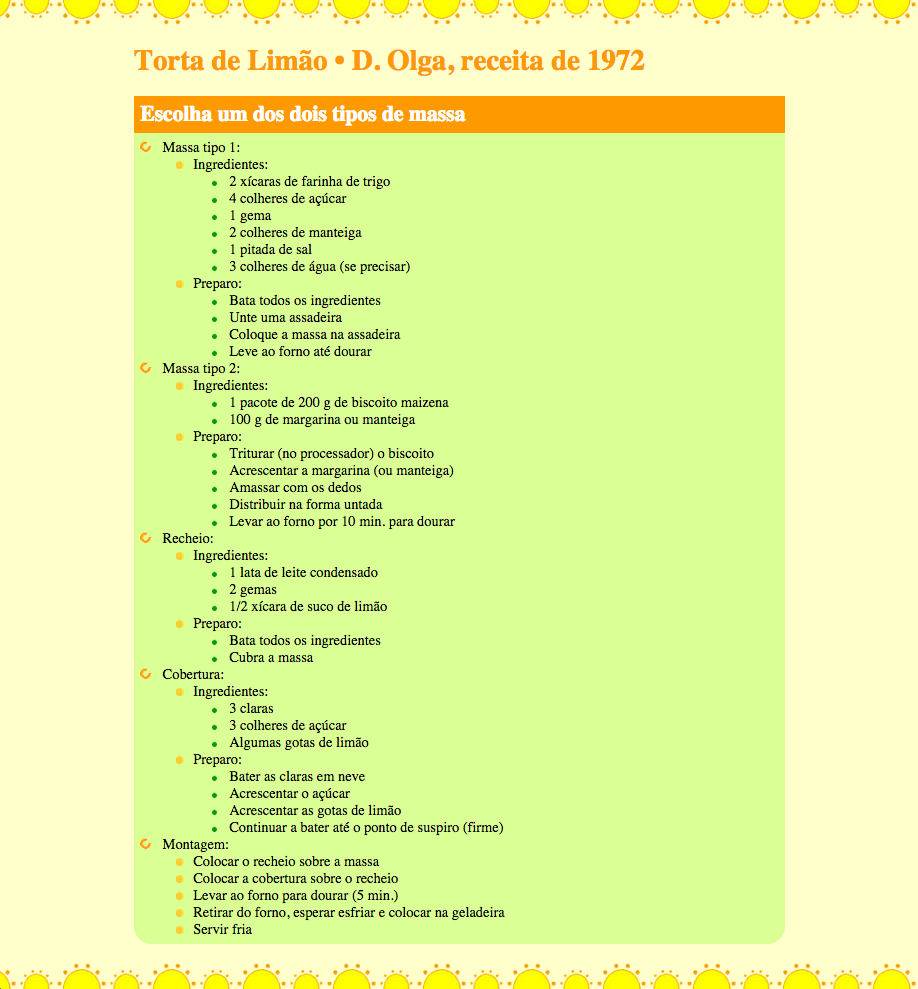 Torta de Limão • D. Olga, receita de 1972
Escolha um dos dois tipos de massa
Massa tipo 1:
Ingredientes:
2 xícaras de farinha de trigo
4 colheres de açúcar
1 gema
2 colheres de manteiga
1 pitada de sal
3 colheres de água (se precisar)
Preparo:
Bata todos os ingredientes
Unte uma assadeira
Coloque a massa na assadeira
Leve ao forno até dourar
Massa tipo 2:
Ingredientes:
1 pacote de 200 g de biscoito maizena
100 g de margarina ou manteiga
Preparo:
Triturar (no processador) o biscoito
Acrescentar a margarina (ou manteiga)
Amassar com os dedos
Distribuir na forma untada
Levar ao forno por 10 min. para dourar
Recheio:
Ingredientes:
1 lata de leite condensado
2 gemas
1/2 xícara de suco de limão
Preparo:
Bata todos os ingredientes
Cubra a massa
Cobertura:
Ingredientes:
3 claras
3 colheres de açúcar
Algumas gotas de limão
Preparo:
Bater as claras em neve
Acrescentar o açúcar
Acrescentar as gotas de limão
Continuar a bater até o ponto de suspiro (firme)
Montagem:
Colocar o recheio sobre a massa
Colocar a cobertura sobre o recheio
Levar ao forno para dourar (5 min.)
Retirar do forno, esperar esfriar e colocar na geladeira
Servir fria